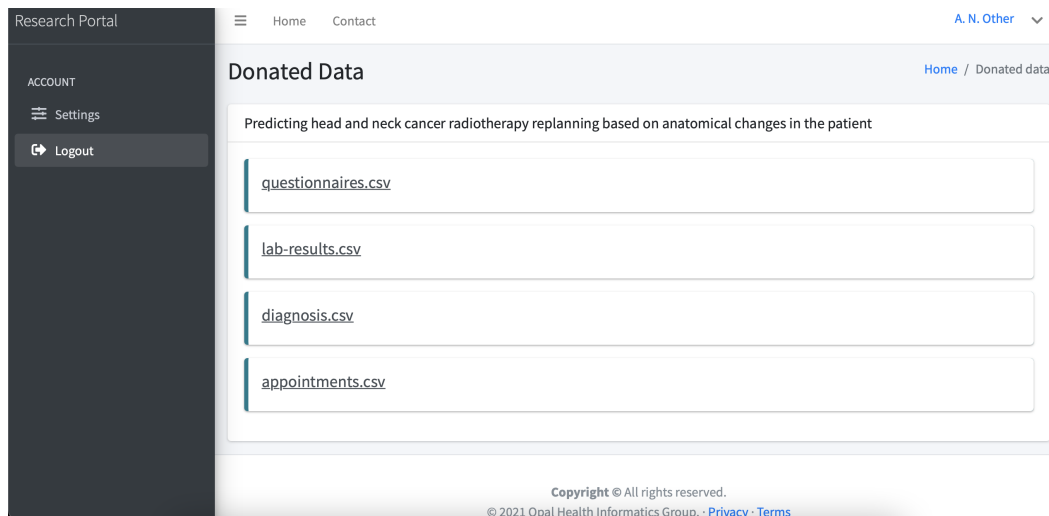 Research Portal
Home Contact
A. N. Other
ACCOUNT
Settings
Logout
Donated Data
Home / Donated data
Predicting head and neck cancer radiotherapy replanning based on anatomical changes in the patient
questionnaires.csv
lab-results.csv
diagnosis.csv
appointments.csv
Copyright © All rights reserved.
© 2021 Opal Health Informatics Group. · Privacy · Terms